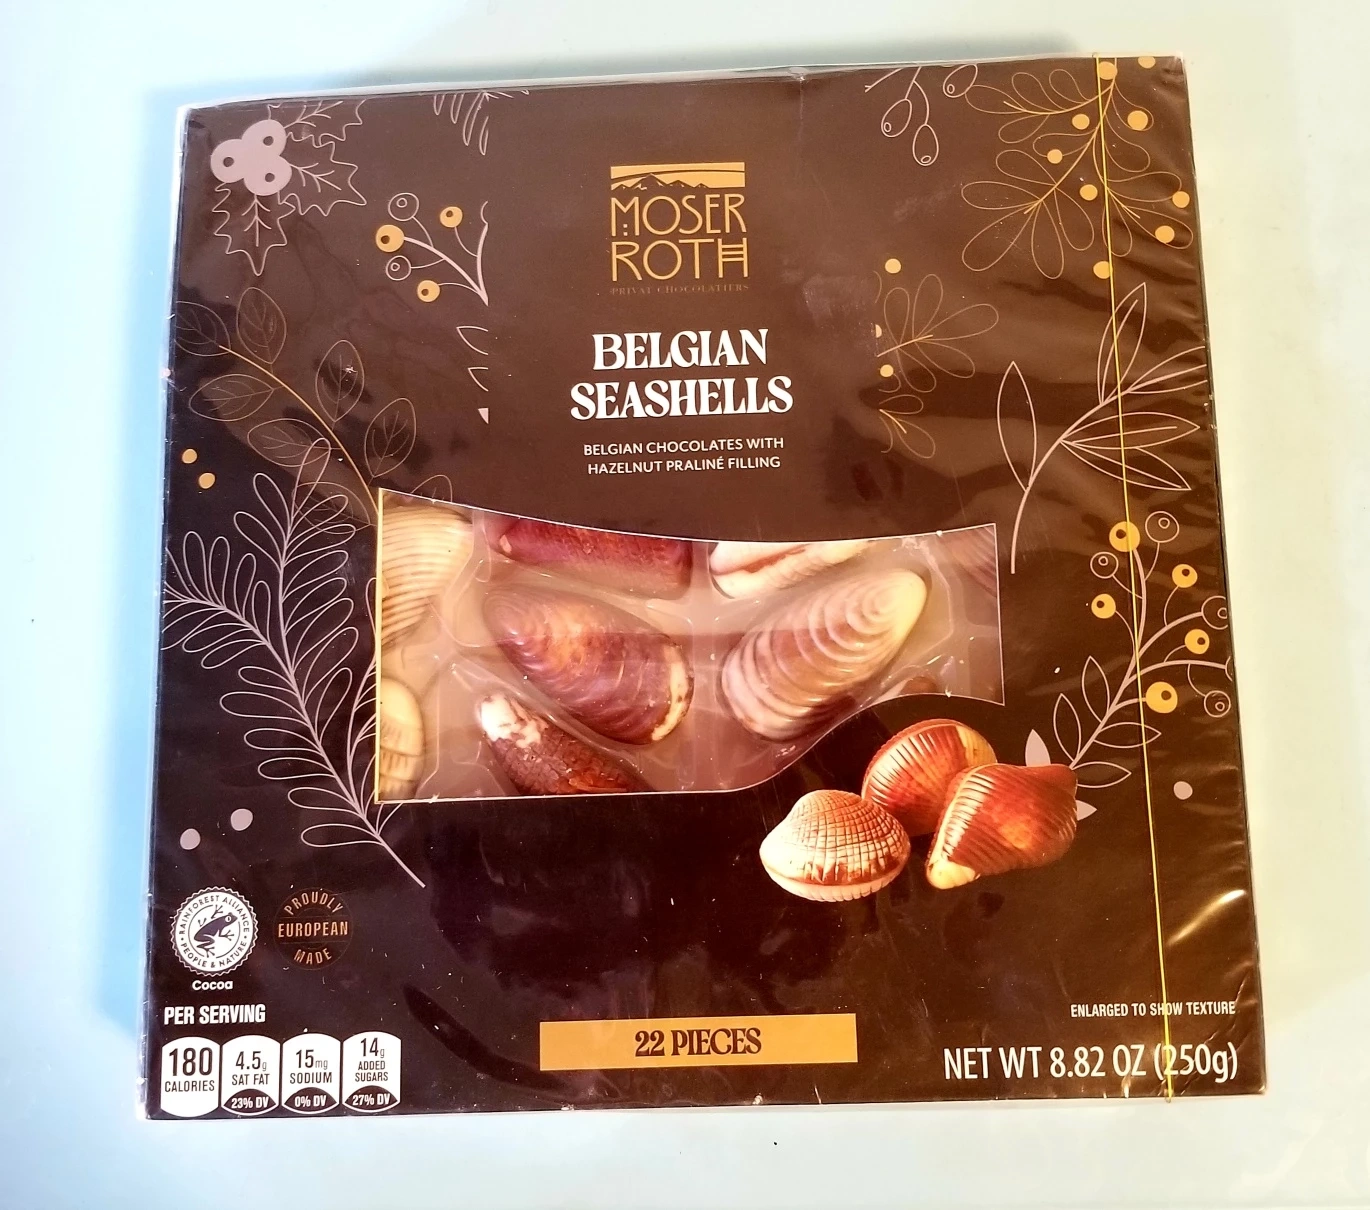 MOSER
ROTH
PRIVAT CHOCOLATIERS
BELGIAN
SEASHELLS
BELGIAN CHOCOLATES WITH
HAZELNUT PRALINÉ FILLING
RAINFOREST ALLIANCE
PEOPLE & NATURE
Cocoa
PROUDLY
EUROPEAN
MADE
PER SERVING
180
CALORIES
4.5g
SAT FAT
23% DV
15mg
SODIUM
0% DV
14g
ADDED
SUGARS
27% DV
22 PIECES
ENLARGED TO SHOW TEXTURE
NET WT 8.82 OZ (250g)